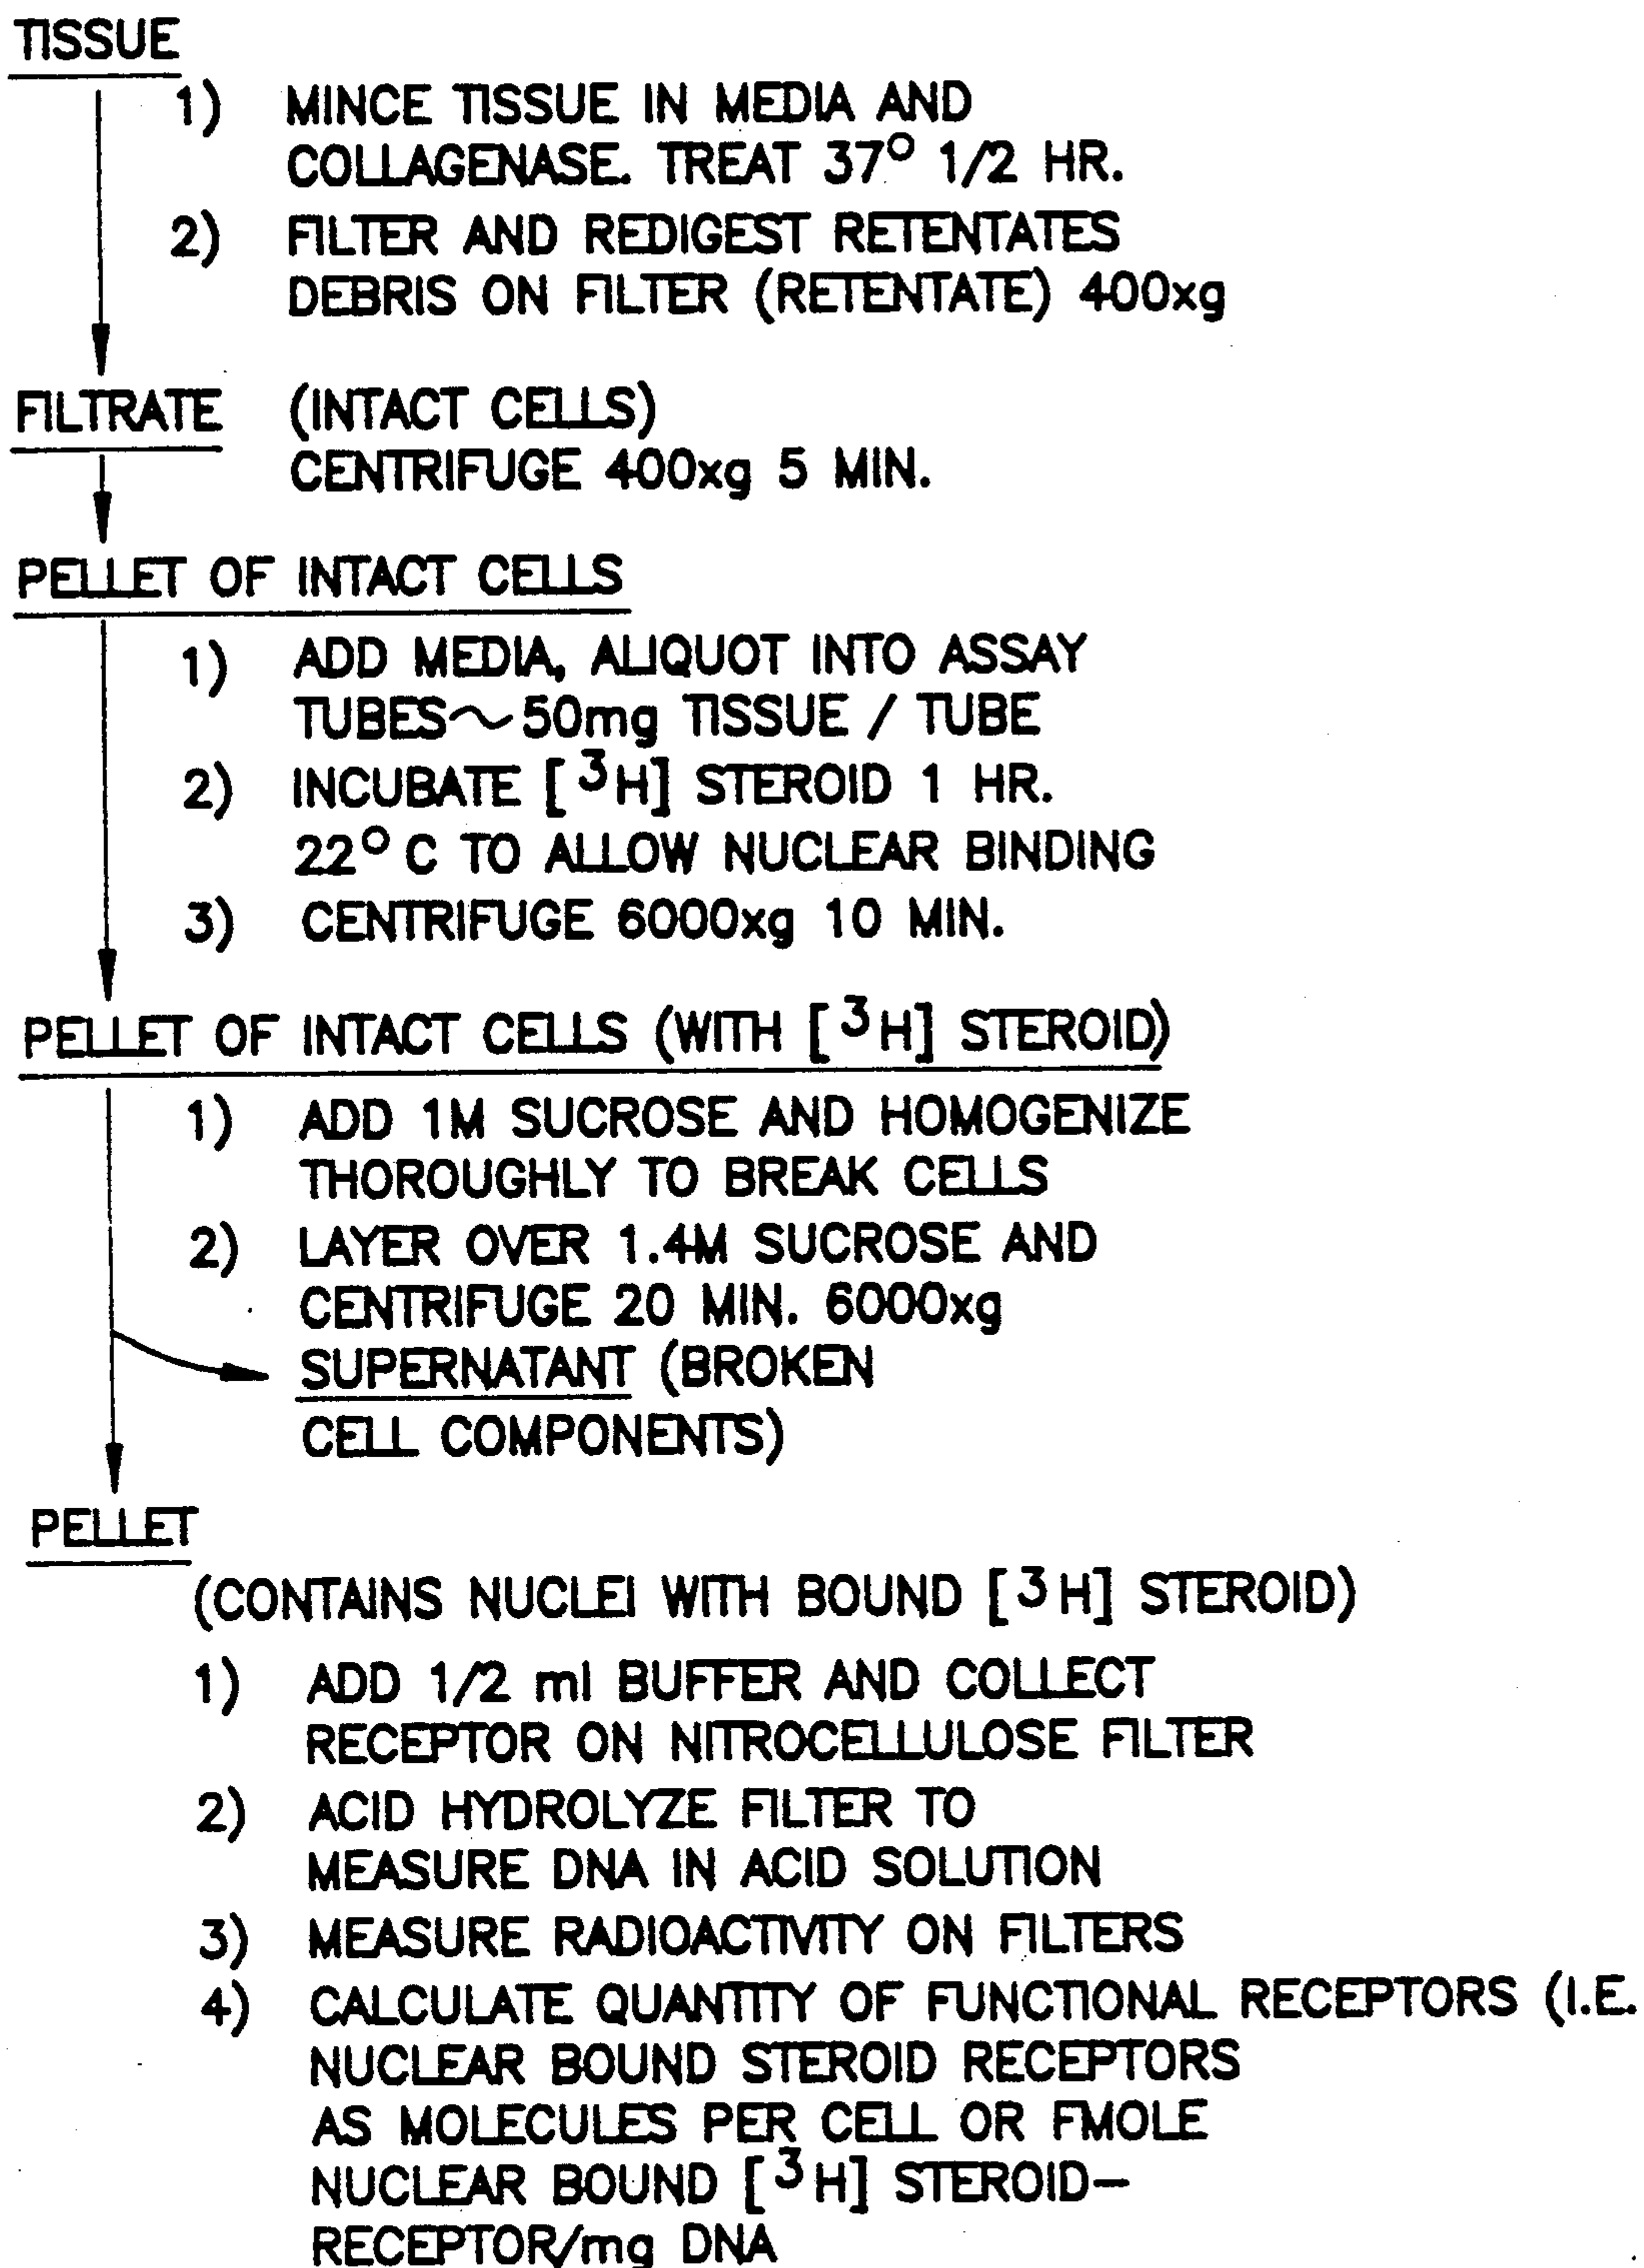 TISSUE
1) MINCE TISSUE IN MEDIA AND
COLLAGENASE. TREAT 37° 1/2 HR.
2) FILTER AND REDIGEST RETENTATES
DEBRIS ON FILTER (RETENTATE) 400xg
FILTRATE (INTACT CELLS)
CENTRIFUGE 400xg 5 MIN.
PELLET OF INTACT CELLS
1) ADD MEDIA, ALIQUOT INTO ASSAY
TUBES~50mg TISSUE / TUBE
2) INCUBATE [³H] STEROID 1 HR.
22° C TO ALLOW NUCLEAR BINDING
3) CENTRIFUGE 6000xg 10 MIN.
PELLET OF INTACT CELLS (WITH [³H] STEROID)
1) ADD 1M SUCROSE AND HOMOGENIZE
THOROUGHLY TO BREAK CELLS
2) LAYER OVER 1.4M SUCROSE AND
CENTRIFUGE 20 MIN. 6000xg
SUPERNATANT (BROKEN
CELL COMPONENTS)
PELLET
(CONTAINS NUCLEI WITH BOUND [³H] STEROID)
1) ADD 1/2 ml BUFFER AND COLLECT
RECEPTOR ON NITROCELLULOSE FILTER
2) ACID HYDROLYZE FILTER TO
MEASURE DNA IN ACID SOLUTION
3) MEASURE RADIOACTIVITY ON FILTERS
4) CALCULATE QUANTITY OF FUNCTIONAL RECEPTORS (I.E.
NUCLEAR BOUND STEROID RECEPTORS
AS MOLECULES PER CELL OR FMOLE
NUCLEAR BOUND [³H] STEROID-
RECEPTOR/mg DNA